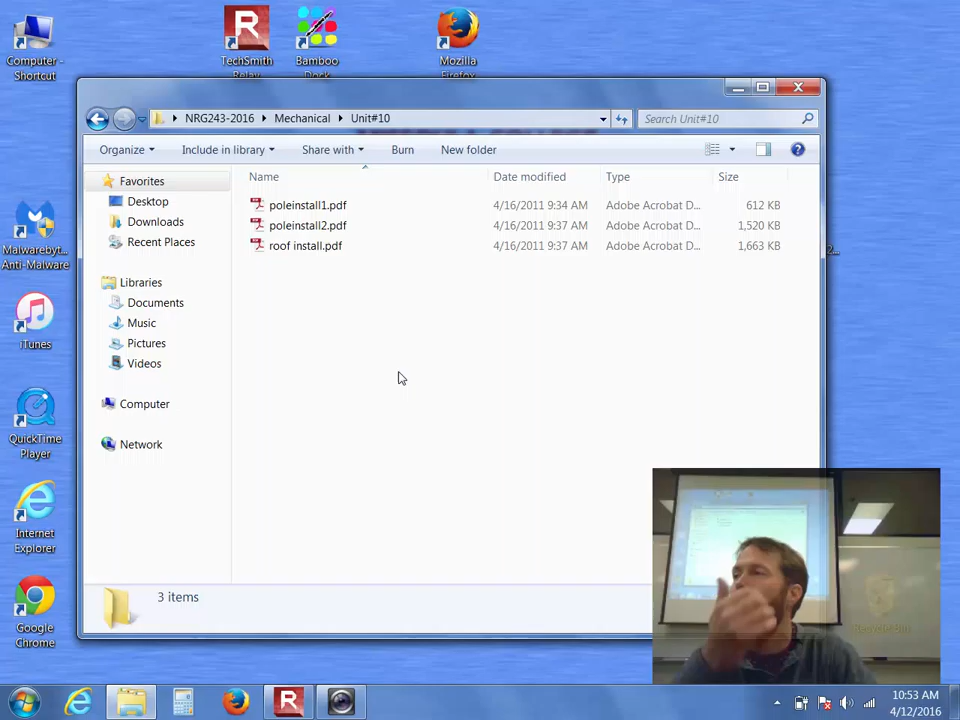 Computer -
Shortcut
TechSmith
Relay
Bamboo
Dock
Mozilla
Firefox
NRG243-2016
Mechanical
Unit#10
Search Unit#10
Organize
Include in library
Share with
Burn
New folder
Name
Date modified
Type
Size
Favorites
Desktop
Downloads
Recent Places
Libraries
Documents
Music
Pictures
Videos
Computer
Network
poleinstall1.pdf 4/16/2011 9:34 AM Adobe Acrobat D... 612 KB
poleinstall2.pdf 4/16/2011 9:37 AM Adobe Acrobat D... 1,520 KB
roof install.pdf 4/16/2011 9:37 AM Adobe Acrobat D... 1,663 KB
3 items
Malwarebyt...
Anti-Malware
iTunes
QuickTime
Player
Internet
Explorer
Google
Chrome
Recycle Bin
10:53 AM
4/12/2016